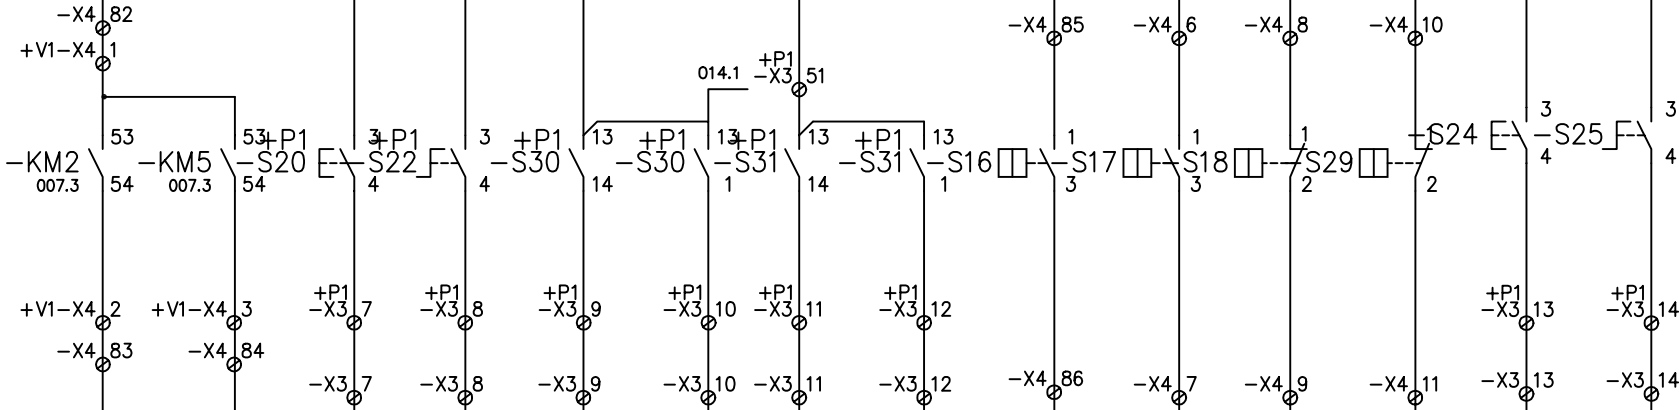 -X4 82
+V1-X4 1
-X4 85
-X4 6
-X4 8
-X4 10
+P1
014.1 -X3 51
53 53 3 3 13 13 13 13 1 1 1 1 3 3
+P1 +P1 +P1 +P1 +P1 +P1
-KM2 -KM5 -S20 -S22 -S30 -S30 -S31 -S31 -S16 -S17 -S18 -S29 -S24 -S25
007.3 007.3
54 54 4 4 14 1 14 1 3 3 2 2 4 4
+P1 +P1 +P1 +P1 +P1 +P1 +P1 +P1
+V1-X4 2 +V1-X4 3 -X3 7 -X3 8 -X3 9 -X3 10 -X3 11 -X3 12 -X3 13 -X3 14
-X4 83 -X4 84
-X3 7 -X3 8 -X3 9 -X3 10 -X3 11 -X3 12 -X4 86 -X4 7 -X4 9 -X4 11 -X3 13 -X3 14